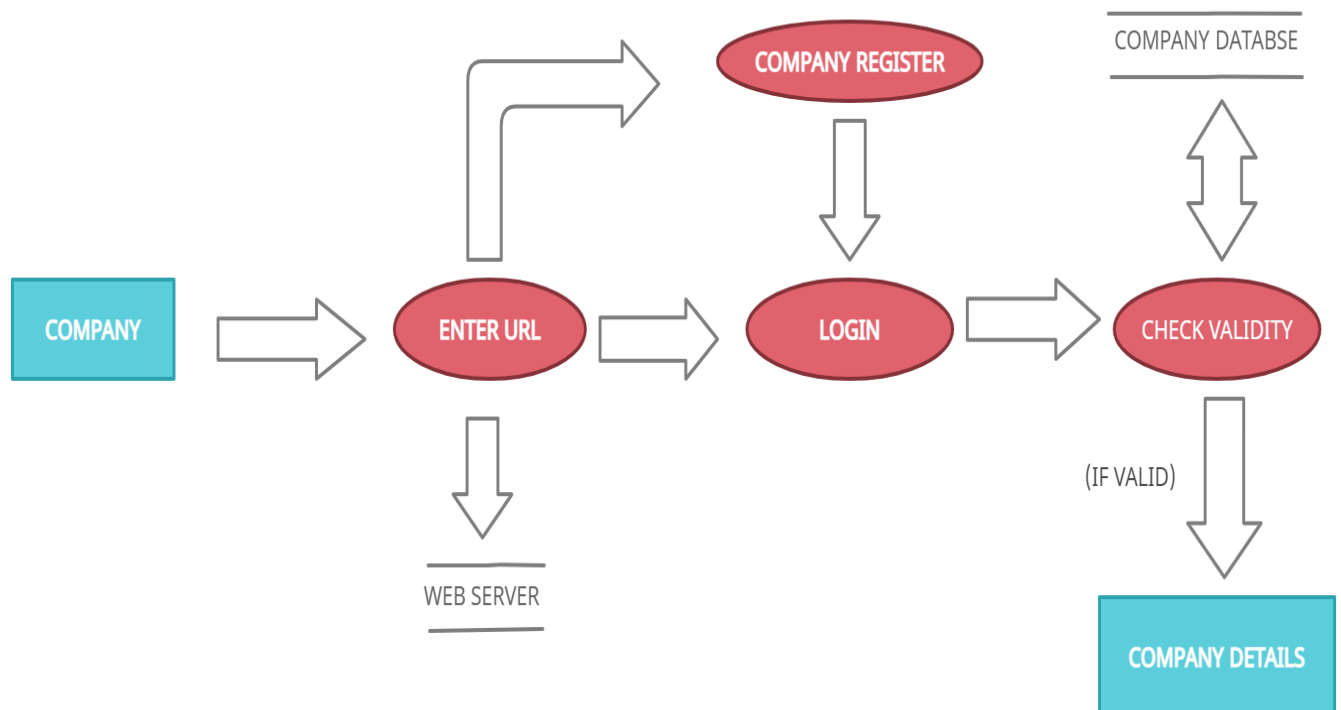 COMPANY REGISTER
COMPANY DATABSE
COMPANY
ENTER URL
LOGIN
CHECK VALIDITY
(IF VALID)
WEB SERVER
COMPANY DETAILS